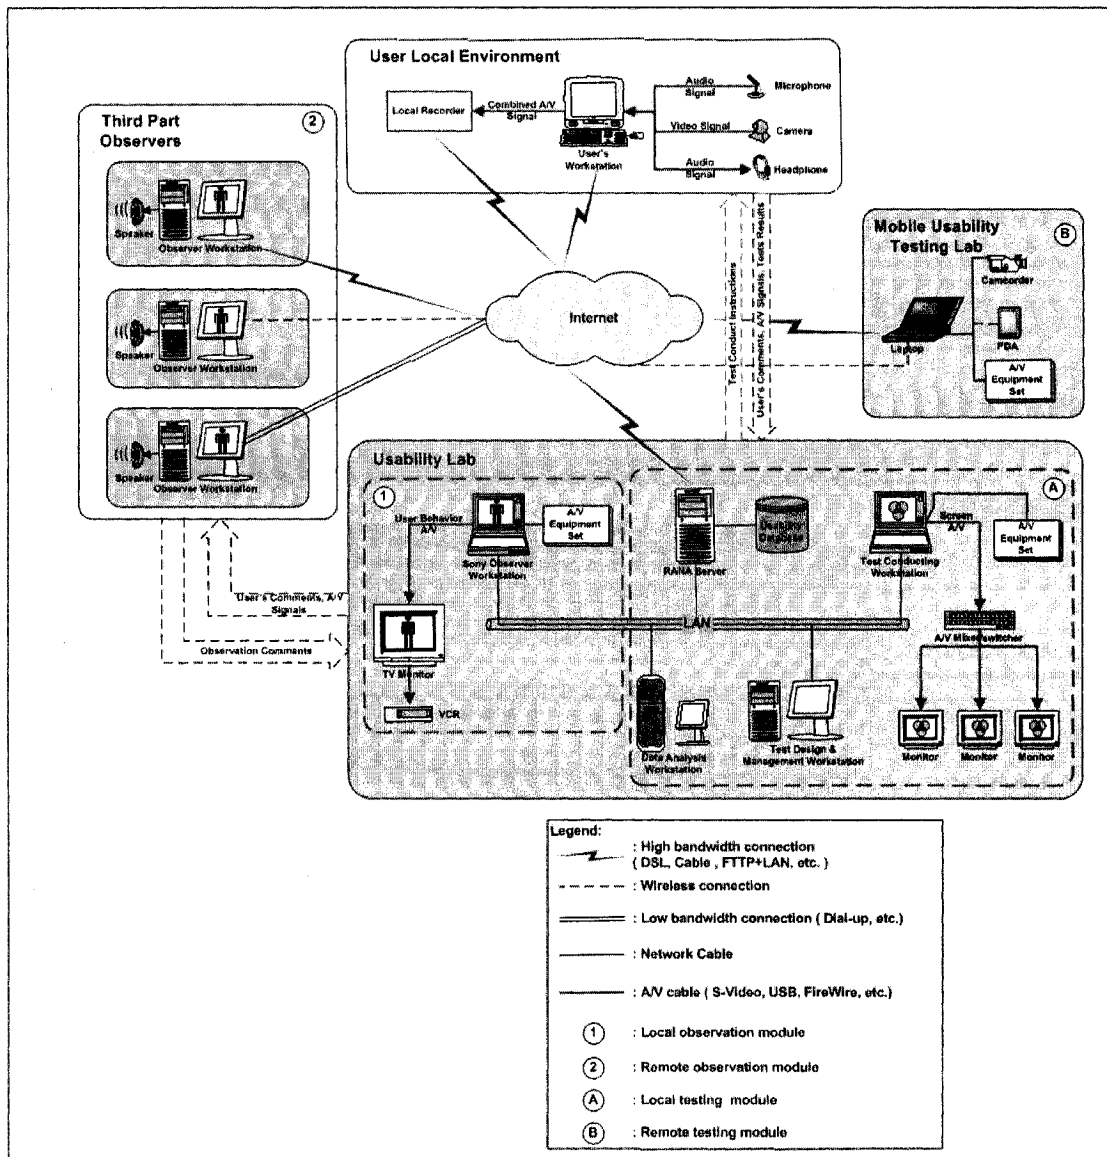 User Local Environment
Local Recorder
Combined A/V
Signal
User's
Workstation
Audio
Signal
Microphone
Video Signal
Camera
Audio
Signal
Headphone
Third Part
Observers
2
Speaker
Observer Workstation
Speaker
Observer Workstation
Speaker
Observer Workstation
Internet
Test Conduct Instructions
User's Comments, A/V Signals, Tests Results
Mobile Usability
Testing Lab
B
Camcorder
Laptop
PDA
A/V
Equipment
Set
Usability Lab
1
User Behavior
A/V
A/V
Equipment
Set
Sony Observer
Workstation
TV Monitor
VCR
A
RANA Server
Usability
Database
Screen
A/V
A/V
Equipment
Set
Test Conducting
Workstation
LAN
A/V Mixer/switcher
Data Analysis
Workstation
Test Design &
Management Workstation
Monitor
Monitor
Monitor
User's Comments, A/V
Signals
Observation Comments
Legend:
: High bandwidth connection
( DSL, Cable , FTTP+LAN, etc. )
: Wireless connection
: Low bandwidth connection ( Dial-up, etc.)
: Network Cable
: A/V cable ( S-Video, USB, FireWire, etc.)
1 : Local observation module
2 : Remote observation module
A : Local testing module
B : Remote testing module